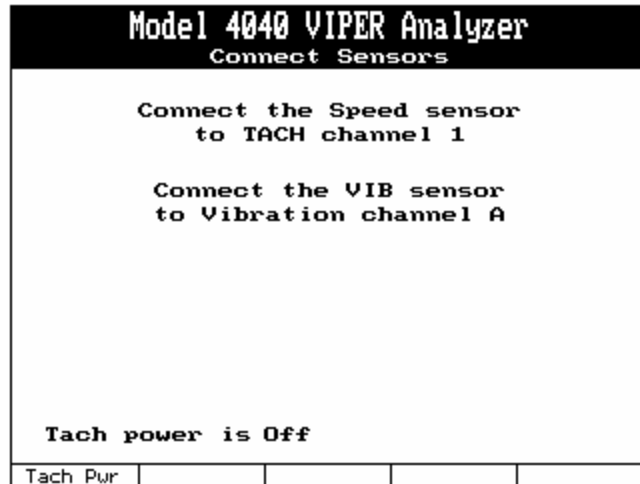 Model 4040 VIPER Analyzer
Connect Sensors
Connect the Speed sensor
to TACH channel 1
Connect the VIB sensor
to Vibration channel A
Tach power is Off
Tach Pwr